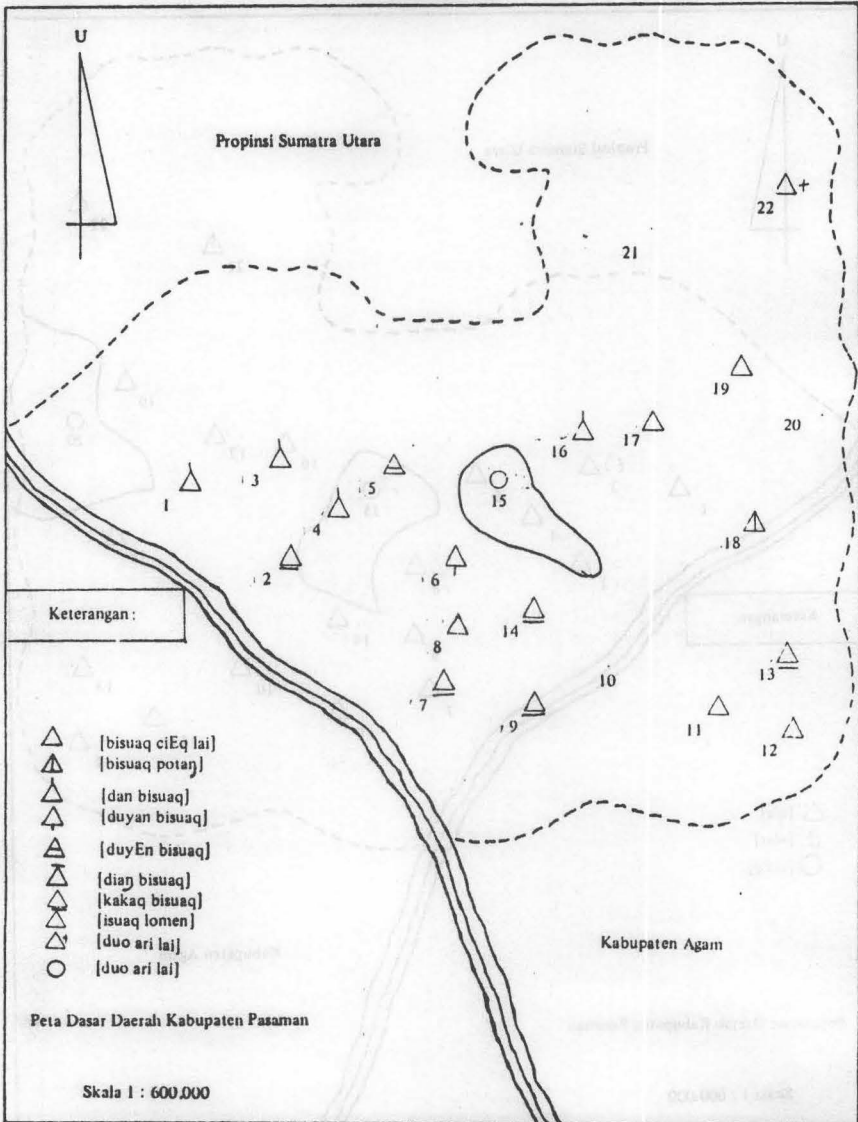 U
Propinsi Sumatra Utara
22
21
19
20
17
16
3
5
15
1
4
18
2
6
Keterangan :
14
8
13
10
7
9
11
12
[bisuaq ciEq lai]
[bisuaq potaŋ]
[dan bisuaq]
[duyan bisuaq]
[duyEn bisuaq]
[diaŋ bisuaq]
[kakaq bisuaq]
[isuaq lomen]
[duo ari lai]
[duo ari lai]
Kabupaten Agam
Peta Dasar Daerah Kabupaten Pasaman
Skala 1 : 600.000